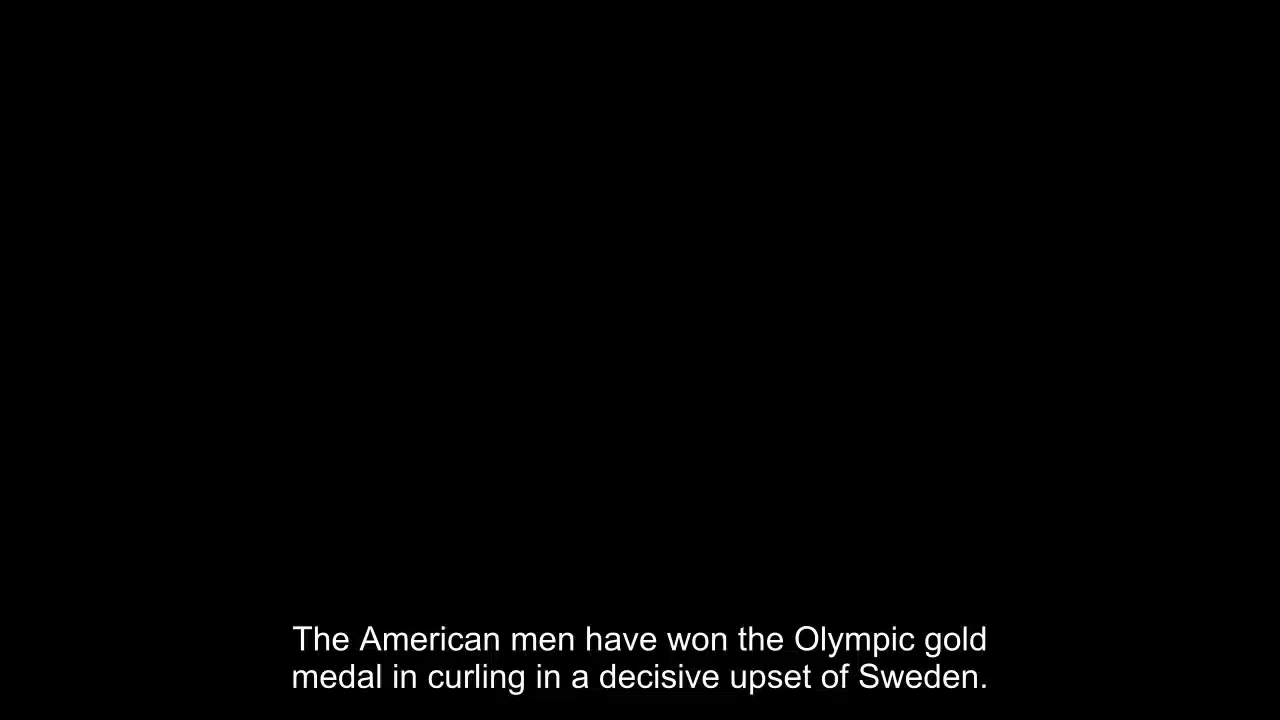 The American men have won the Olympic gold
medal in curling in a decisive upset of Sweden.